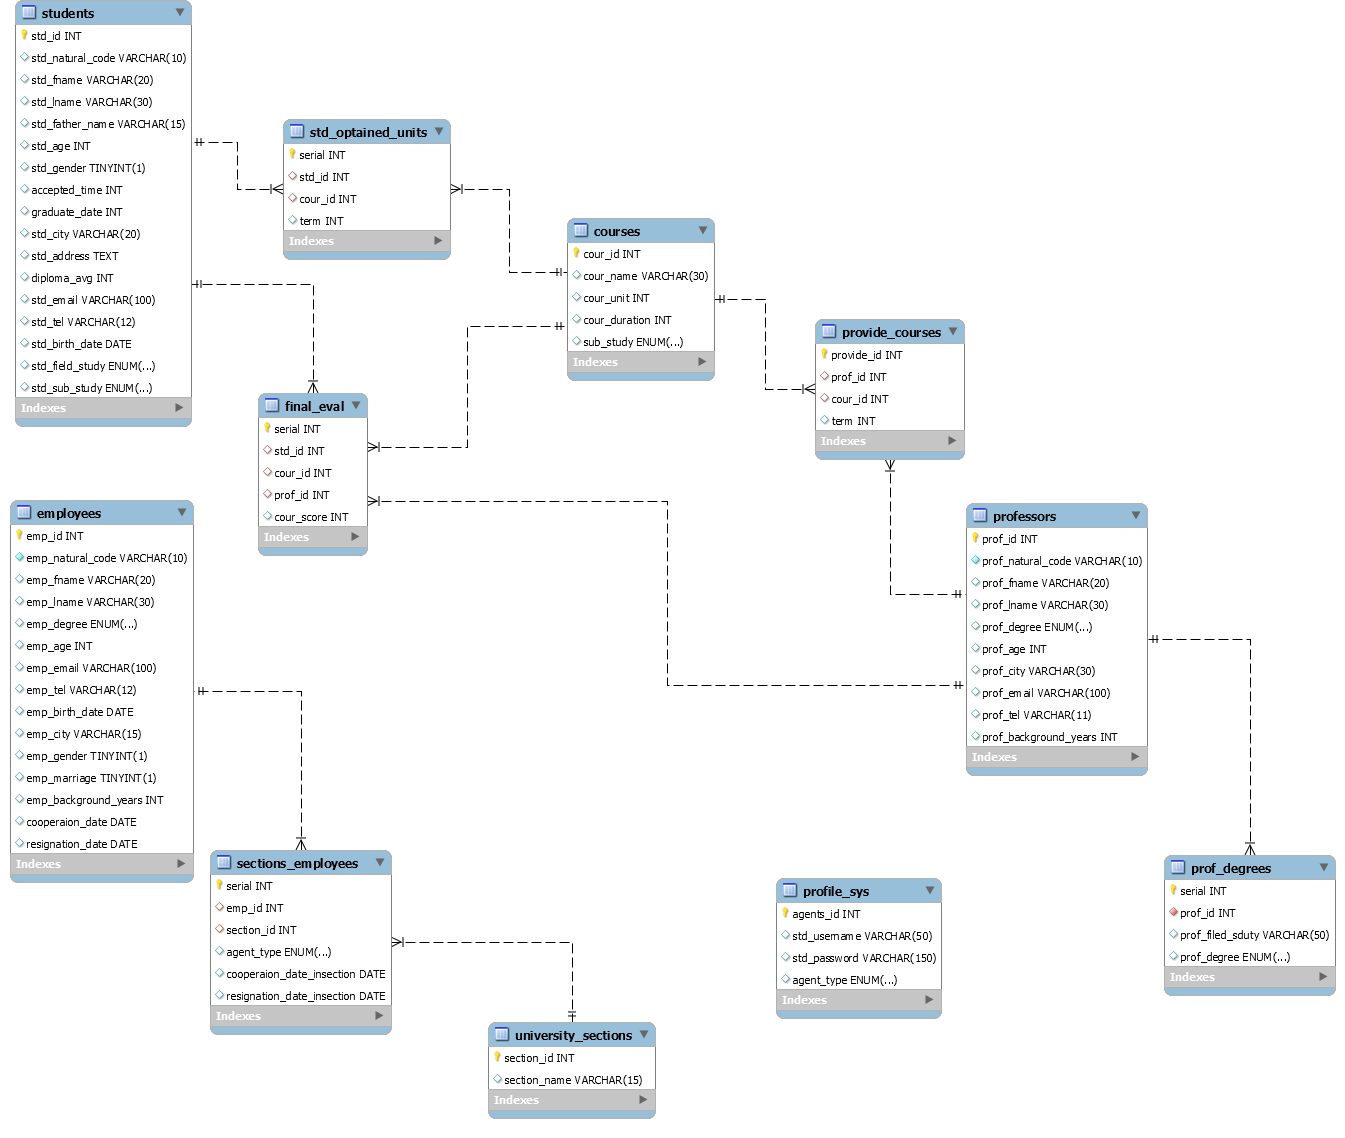 students
std_id INT
std_natural_code VARCHAR(10)
std_fname VARCHAR(20)
std_lname VARCHAR(30)
std_father_name VARCHAR(15)
std_age INT
std_gender TINYINT(1)
accepted_time INT
graduate_date INT
std_city VARCHAR(20)
std_address TEXT
diploma_avg INT
std_email VARCHAR(100)
std_tel VARCHAR(12)
std_birth_date DATE
std_field_study ENUM(...)
std_sub_study ENUM(...)
Indexes
std_optained_units
serial INT
std_id INT
cour_id INT
term INT
Indexes
courses
cour_id INT
cour_name VARCHAR(30)
cour_unit INT
cour_duration INT
sub_study ENUM(...)
Indexes
provide_courses
provide_id INT
prof_id INT
cour_id INT
term INT
Indexes
final_eval
serial INT
std_id INT
cour_id INT
prof_id INT
cour_score INT
Indexes
employees
emp_id INT
emp_natural_code VARCHAR(10)
emp_fname VARCHAR(20)
emp_lname VARCHAR(30)
emp_degree ENUM(...)
emp_age INT
emp_email VARCHAR(100)
emp_tel VARCHAR(12)
emp_birth_date DATE
emp_city VARCHAR(15)
emp_gender TINYINT(1)
emp_marriage TINYINT(1)
emp_background_years INT
cooperaion_date DATE
resignation_date DATE
Indexes
professors
prof_id INT
prof_natural_code VARCHAR(10)
prof_fname VARCHAR(20)
prof_lname VARCHAR(30)
prof_degree ENUM(...)
prof_age INT
prof_city VARCHAR(30)
prof_email VARCHAR(100)
prof_tel VARCHAR(11)
prof_background_years INT
Indexes
sections_employees
serial INT
emp_id INT
section_id INT
agent_type ENUM(...)
cooperaion_date_insection DATE
resignation_date_insection DATE
Indexes
profile_sys
agents_id INT
std_username VARCHAR(50)
std_password VARCHAR(150)
agent_type ENUM(...)
Indexes
prof_degrees
serial INT
prof_id INT
prof_filed_sduty VARCHAR(50)
prof_degree ENUM(...)
Indexes
university_sections
section_id INT
section_name VARCHAR(15)
Indexes